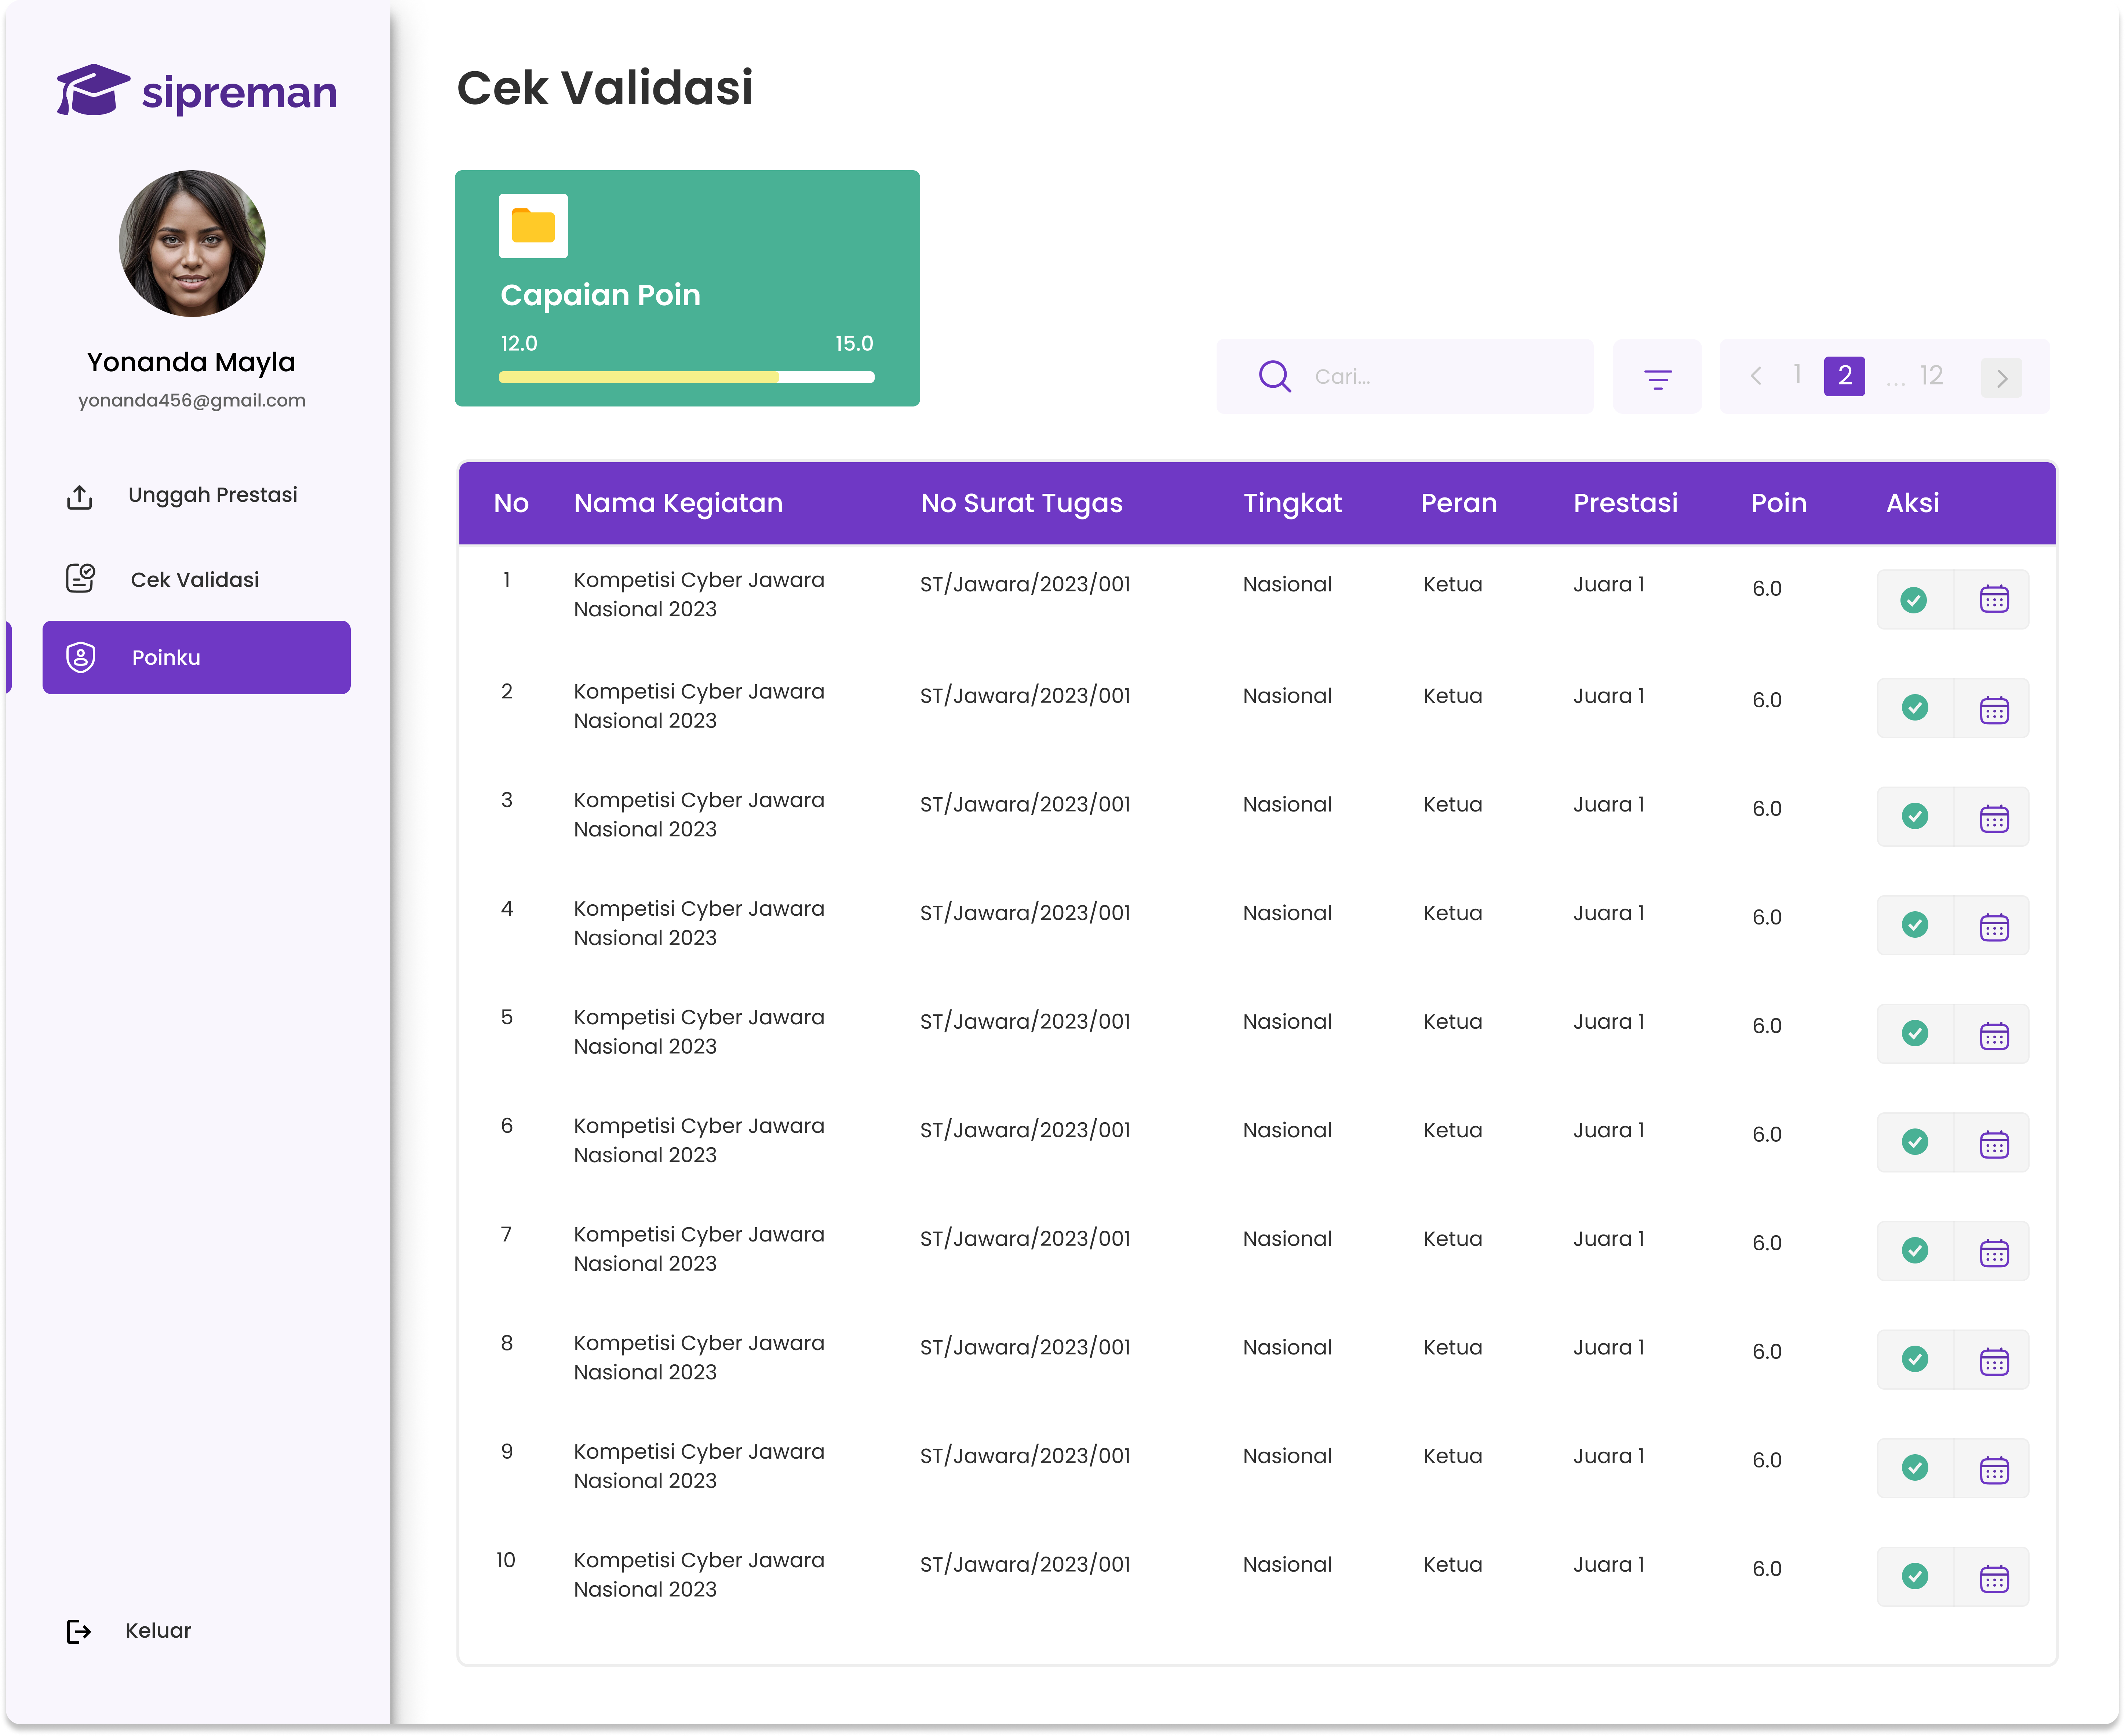 sipreman
Yonanda Mayla
yonanda456@gmail.com
Unggah Prestasi
Cek Validasi
Poinku
Keluar
Cek Validasi
Capaian Poin
12.0 15.0
Cari...
1 2 ... 12
No Nama Kegiatan No Surat Tugas Tingkat Peran Prestasi Poin Aksi
1 Kompetisi Cyber Jawara ST/Jawara/2023/001 Nasional Ketua Juara 1 6.0
Nasional 2023
2 Kompetisi Cyber Jawara ST/Jawara/2023/001 Nasional Ketua Juara 1 6.0
Nasional 2023
3 Kompetisi Cyber Jawara ST/Jawara/2023/001 Nasional Ketua Juara 1 6.0
Nasional 2023
4 Kompetisi Cyber Jawara ST/Jawara/2023/001 Nasional Ketua Juara 1 6.0
Nasional 2023
5 Kompetisi Cyber Jawara ST/Jawara/2023/001 Nasional Ketua Juara 1 6.0
Nasional 2023
6 Kompetisi Cyber Jawara ST/Jawara/2023/001 Nasional Ketua Juara 1 6.0
Nasional 2023
7 Kompetisi Cyber Jawara ST/Jawara/2023/001 Nasional Ketua Juara 1 6.0
Nasional 2023
8 Kompetisi Cyber Jawara ST/Jawara/2023/001 Nasional Ketua Juara 1 6.0
Nasional 2023
9 Kompetisi Cyber Jawara ST/Jawara/2023/001 Nasional Ketua Juara 1 6.0
Nasional 2023
10 Kompetisi Cyber Jawara ST/Jawara/2023/001 Nasional Ketua Juara 1 6.0
Nasional 2023